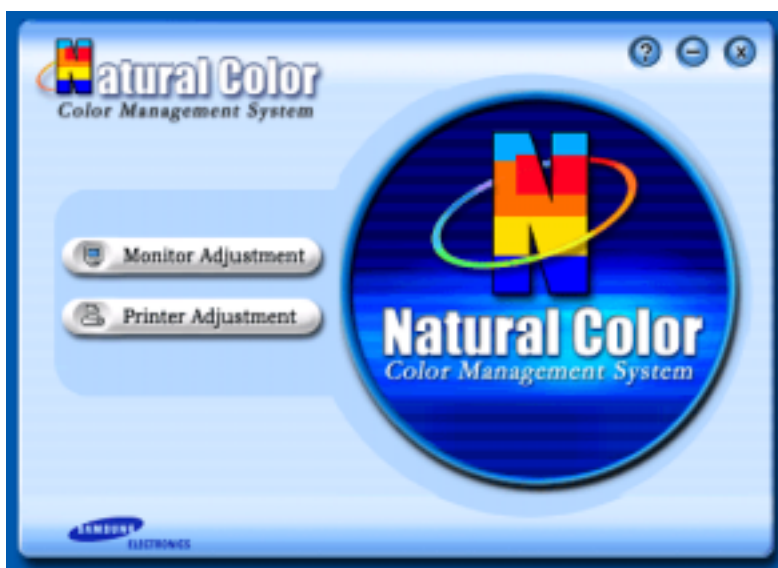 Natural Color
Color Management System
Monitor Adjustment
Printer Adjustment
N
Natural Color
Color Management System
SAMSUNG
ELECTRONICS